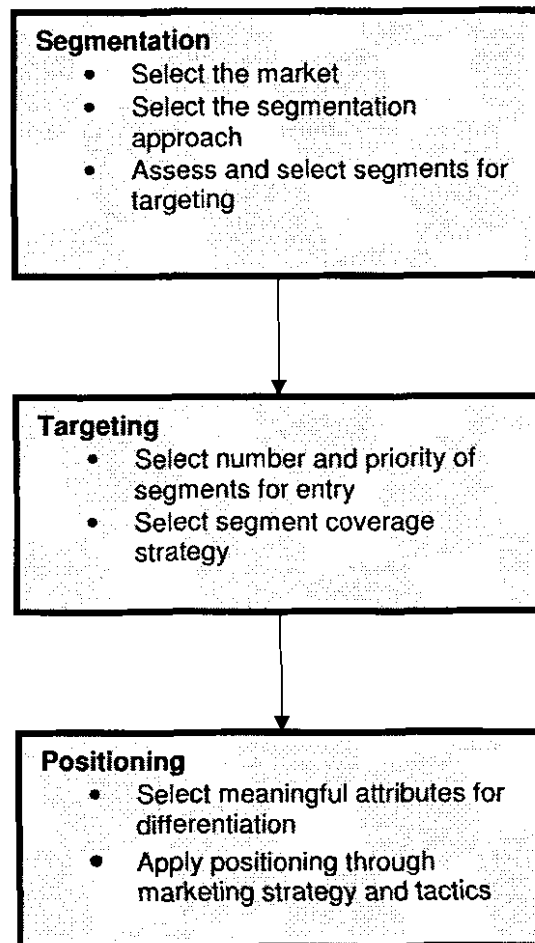 Segmentation
• Select the market
• Select the segmentation
approach
• Assess and select segments for
targeting
Targeting
• Select number and priority of
segments for entry
• Select segment coverage
strategy
Positioning
• Select meaningful attributes for
differentiation
• Apply positioning through
marketing strategy and tactics